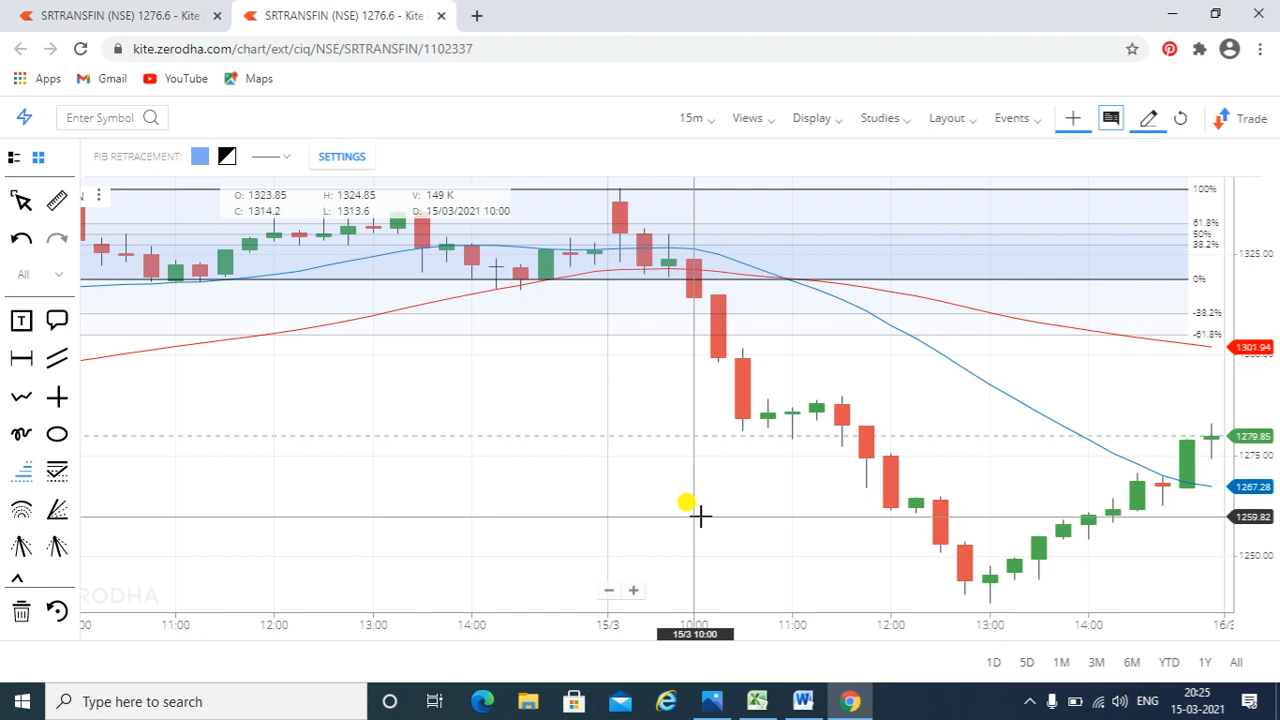 SRTRANSFIN (NSE) 1276.6 - Kite
SRTRANSFIN (NSE) 1276.6 - Kite
kite.zerodha.com/chart/ext/ciq/NSE/SRTRANSFIN/1102337
Apps Gmail YouTube Maps
Enter Symbol 15m Views Display Studies Layout Events Trade
FIB RETRACEMENT: SETTINGS
N O: 1323.85 H: 1324.85 V: 149 K
C: 1314.2 L: 1313.6 D: 15/03/2021 10:00
100%
61.8%
50%
38.2%
1325.00
0%
-38.2%
-61.8%
1301.94
1279.85
1275.00
1267.28
1259.82
1250.00
All
T
ERODHA
:00 11:00 12:00 13:00 14:00 15/3 10:00 11:00 12:00 13:00 14:00 16/3
15/3 10:00
1D 5D 1M 3M 6M YTD 1Y All
Type here to search
ENG
20:25
15-03-2021